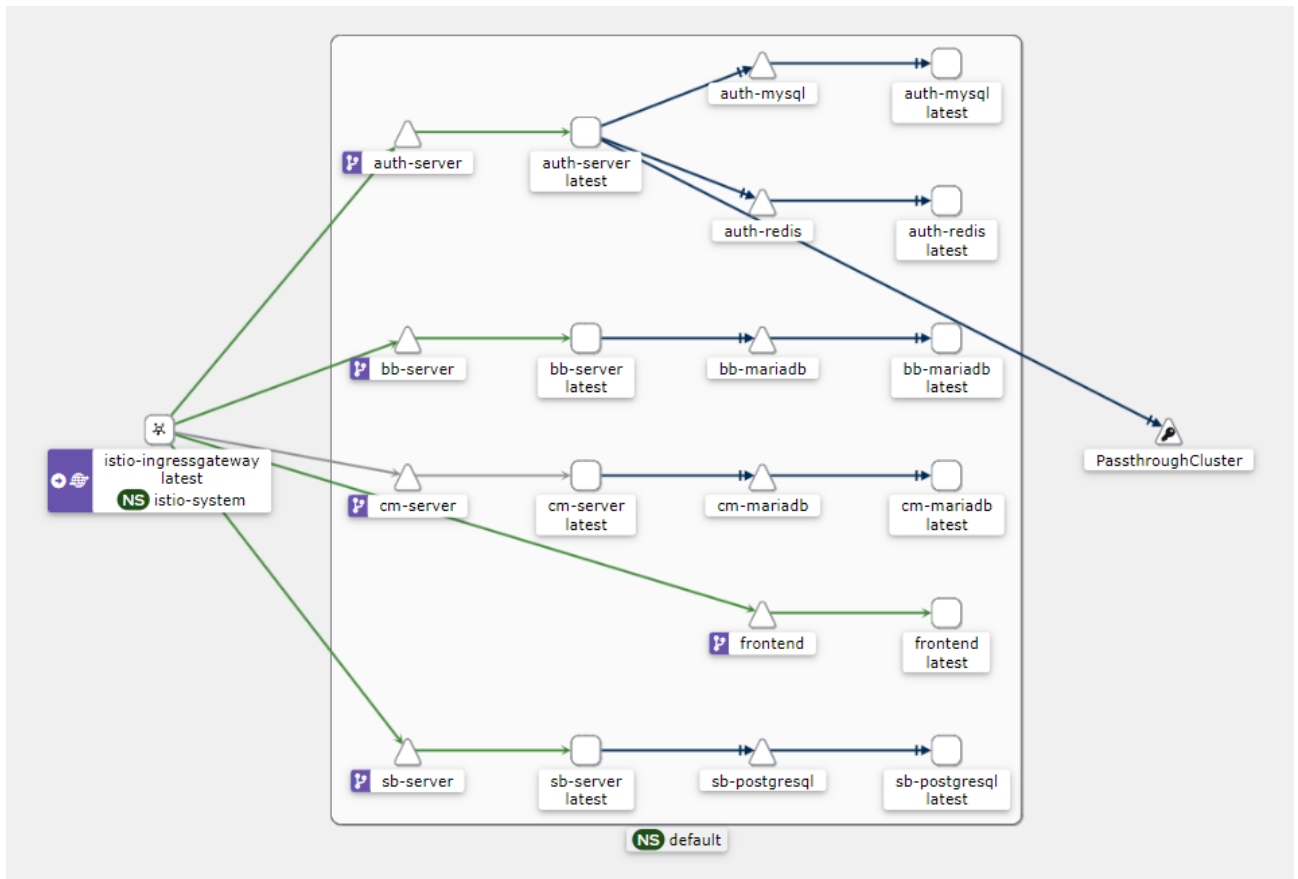 auth-mysql
auth-mysql
latest
auth-server
auth-server
latest
auth-redis
auth-redis
latest
bb-server
bb-server
latest
bb-mariadb
bb-mariadb
latest
istio-ingressgateway
latest
NS istio-system
PassthroughCluster
cm-server
cm-server
latest
cm-mariadb
cm-mariadb
latest
frontend
frontend
latest
sb-server
sb-server
latest
sb-postgresql
sb-postgresql
latest
NS default